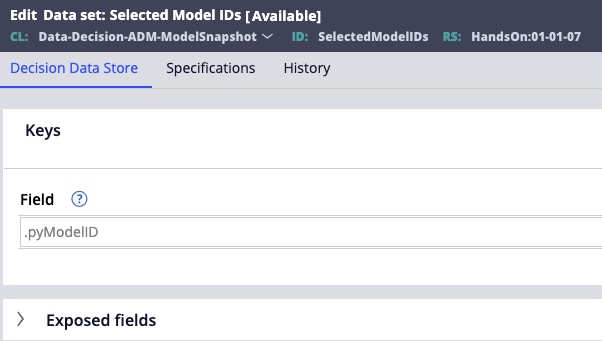 Edit Data set: Selected Model IDs [Available]
CL: Data-Decision-ADM-ModelSnapshot ID: SelectedModelIDs RS: HandsOn:01-01-07
Decision Data Store Specifications History
Keys
Field ?
.pyModelID
Exposed fields